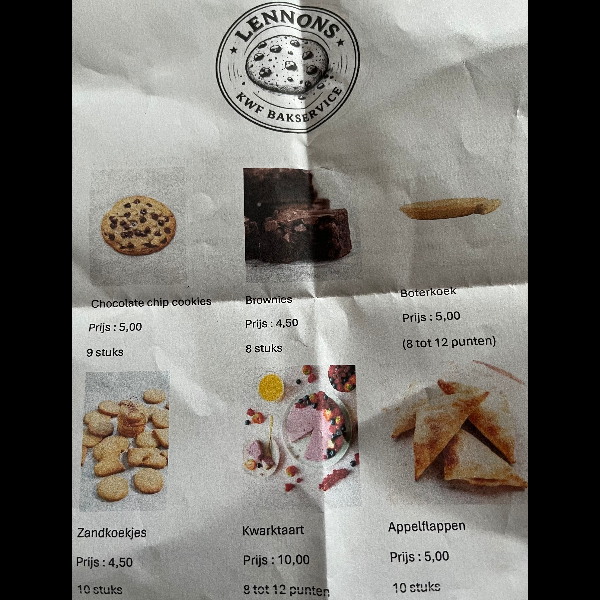 LENNONS
KWF BAKSERVICE
Chocolate chip cookies
Prijs : 5,00
9 stuks
Brownies
Prijs : 4,50
8 stuks
Boterkoek
Prijs : 5,00
(8 tot 12 punten)
Zandkoekjes
Prijs : 4,50
10 stuks
Kwarktaart
Prijs : 10,00
8 tot 12 punten
Appelflappen
Prijs : 5,00
10 stuks